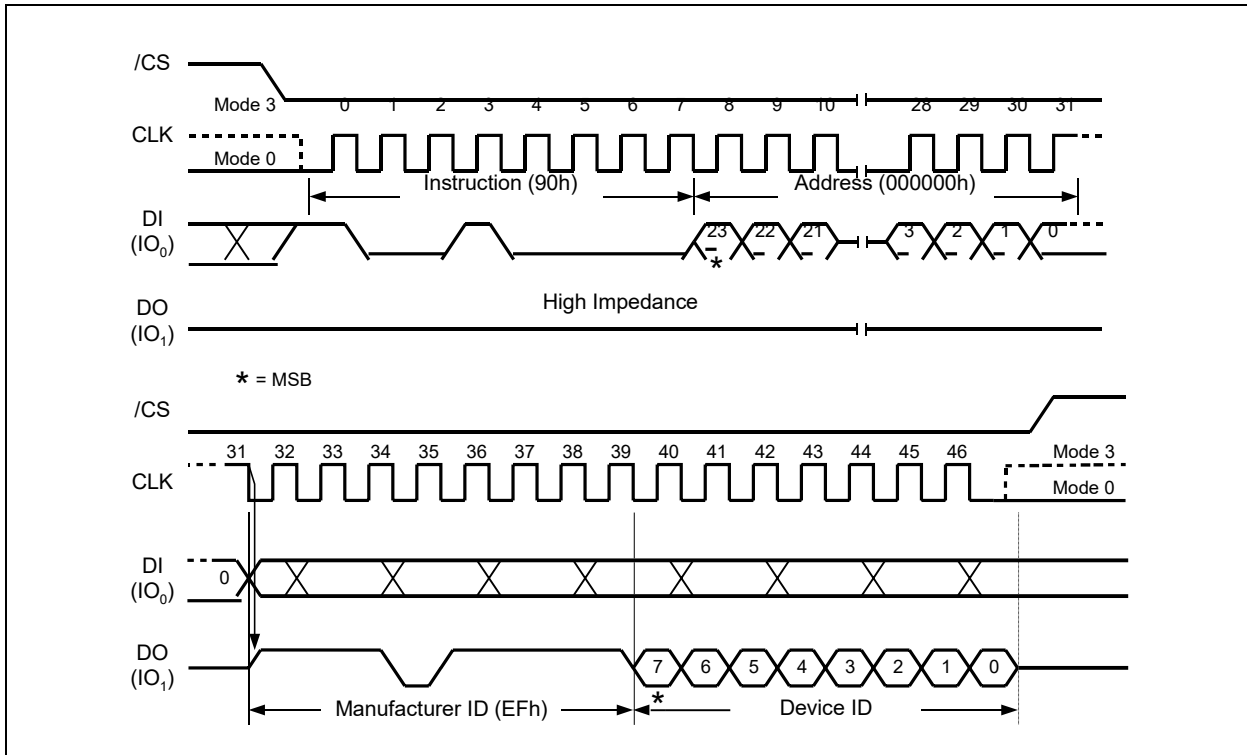 /CS
Mode 3 0 1 2 3 4 5 6 7 8 9 10 28 29 30 31
CLK
Mode 0
Instruction (90h) Address (000000h)
DI
(IO0) 23 22 21 3 2 1 0
*
High Impedance
DO
(IO1)
* = MSB
/CS
31 32 33 34 35 36 37 38 39 40 41 42 43 44 45 46 Mode 3
CLK
Mode 0
DI
(IO0) 0
DO
(IO1) 7 6 5 4 3 2 1 0
*
Manufacturer ID (EFh) Device ID